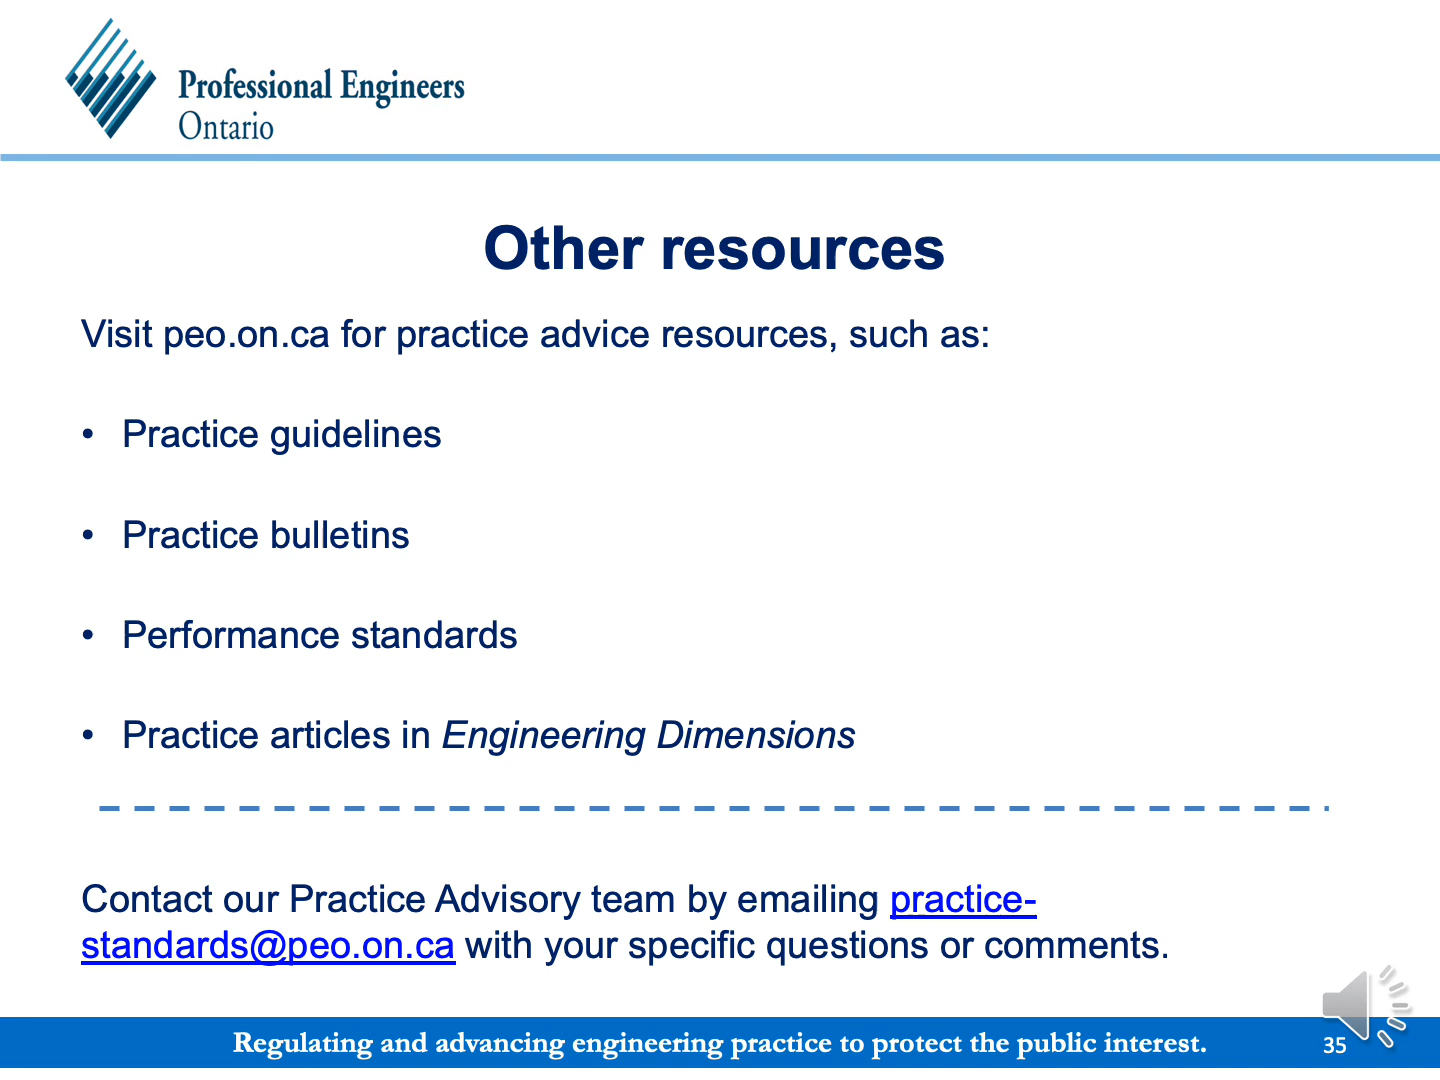 Professional Engineers
Ontario
Other resources
Visit peo.on.ca for practice advice resources, such as:
• Practice guidelines
• Practice bulletins
• Performance standards
• Practice articles in Engineering Dimensions
Contact our Practice Advisory team by emailing practice-
standards@peo.on.ca with your specific questions or comments.
Regulating and advancing engineering practice to protect the public interest.
35